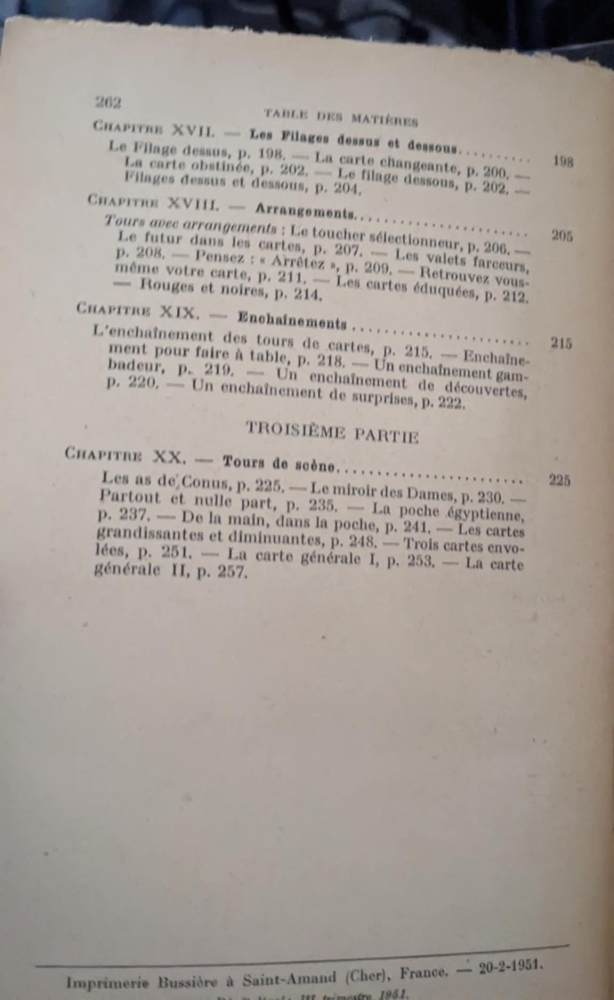 262
TABLE DES MATIÈRES
CHAPITRE XVII. — Les Filages dessus et dessous.......... 198
Le Filage dessus, p. 198. — La carte changeante, p. 200. —
La carte obstinée, p. 202. — Le filage dessous, p. 202. —
Filages dessus et dessous, p. 204.
CHAPITRE XVIII. — Arrangements........................ 205
Tours avec arrangements : Le toucher sélectionneur, p. 206. —
Le futur dans les cartes, p. 207. — Les valets farceurs,
p. 208. — Pensez : « Arrêtez », p. 209. — Retrouvez vous-
même votre carte, p. 211. — Les cartes éduquées, p. 212.
— Rouges et noires, p. 214.
CHAPITRE XIX. — Enchaînements ........................ 215
L'enchaînement des tours de cartes, p. 215. — Enchaîne-
ment pour faire à table, p. 218. — Un enchaînement gam-
badeur, p. 219. — Un enchaînement de découvertes,
p. 220. — Un enchaînement de surprises, p. 222.
TROISIÈME PARTIE
CHAPITRE XX. — Tours de scène........................ 225
Les as de Conus, p. 225. — Le miroir des Dames, p. 230. —
Partout et nulle part, p. 235. — La poche égyptienne,
p. 237. — De la main, dans la poche, p. 241. — Les cartes
grandissantes et diminuantes, p. 248. — Trois cartes envo-
lées, p. 251. — La carte générale I, p. 253. — La carte
générale II, p. 257.
Imprimerie Bussière à Saint-Amand (Cher), France. — 20-2-1951.
1er trimestre 1951.